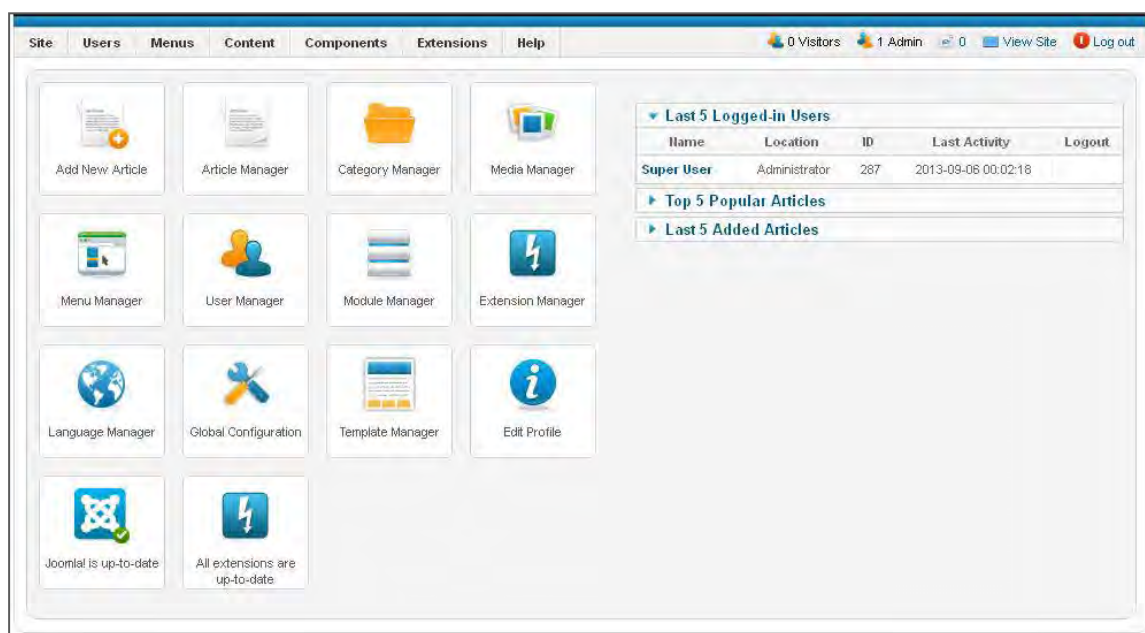 Site Users Menus Content Components Extensions Help 0 Visitors 1 Admin 0 View Site Log out
Add New Article Article Manager Category Manager Media Manager
Menu Manager User Manager Module Manager Extension Manager
Language Manager Global Configuration Template Manager Edit Profile
Joomla! is up-to-date All extensions are
up-to-date
Last 5 Logged-in Users
Name Location ID Last Activity Logout
Super User Administrator 287 2013-09-06 00:02:18
Top 5 Popular Articles
Last 5 Added Articles